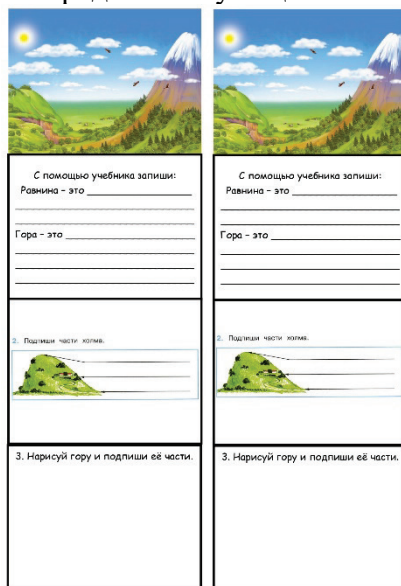 С помощью учебника запиши:
Равнина - это
Гора - это
2. Подпиши части холма.
3. Нарисуй гору и подпиши её части.
С помощью учебника запиши:
Равнина - это
Гора - это
2. Подпиши части холма.
3. Нарисуй гору и подпиши её части.